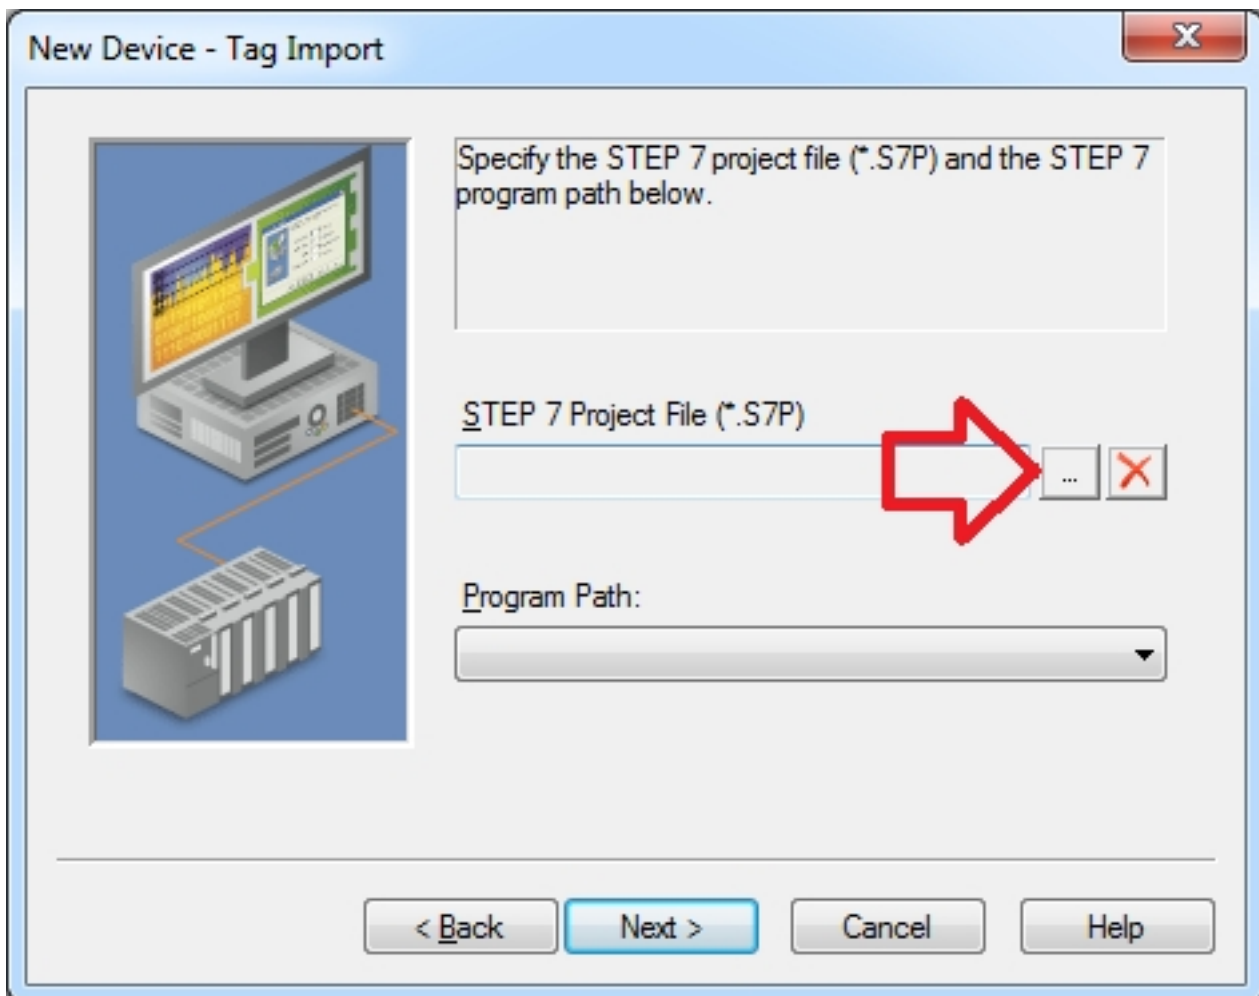 New Device - Tag Import
Specify the STEP 7 project file (*.S7P) and the STEP 7
program path below.
STEP 7 Project File (*.S7P)
...
Program Path:
< Back
Next >
Cancel
Help